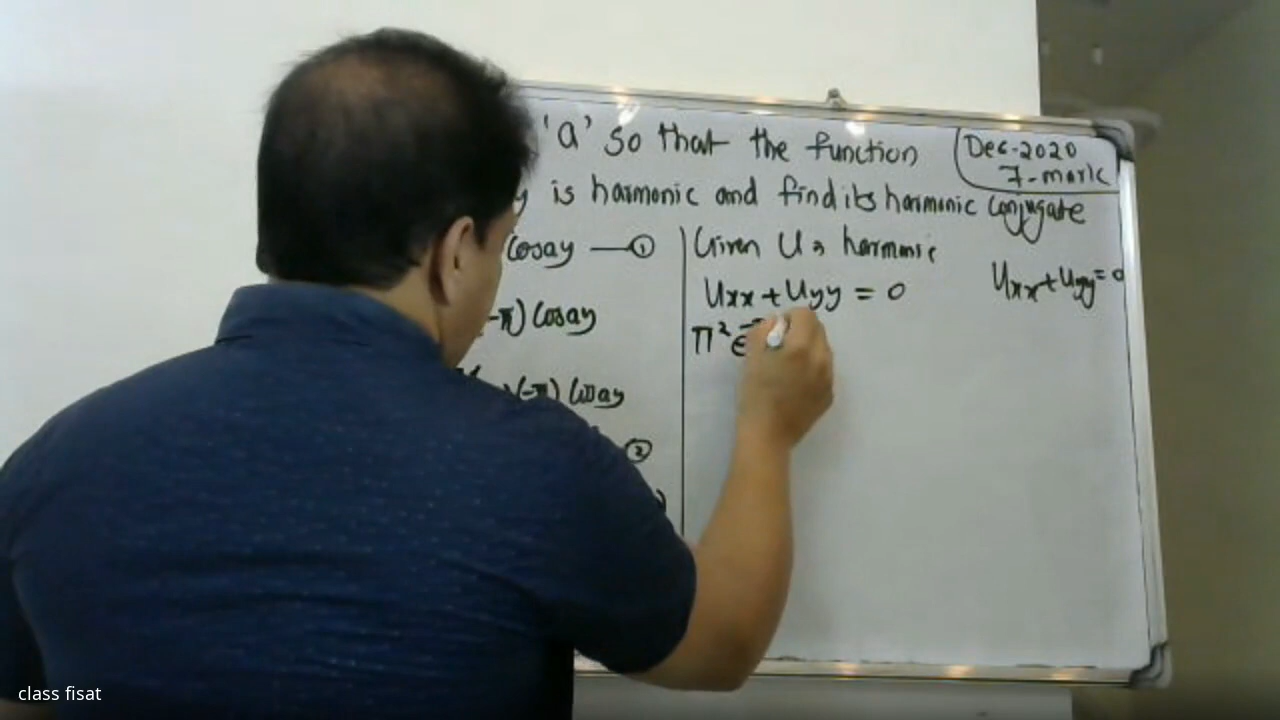 'a' so that the function
Dec-2020
7-mark
y is harmonic and find its harmonic conjugate
Cosay —— ①
Given U is harmonic
Uxx + Uyy = 0
Uxx + Uyy = 0
-π) Cosay
π² e
(-π) Cosay
②
class fisat